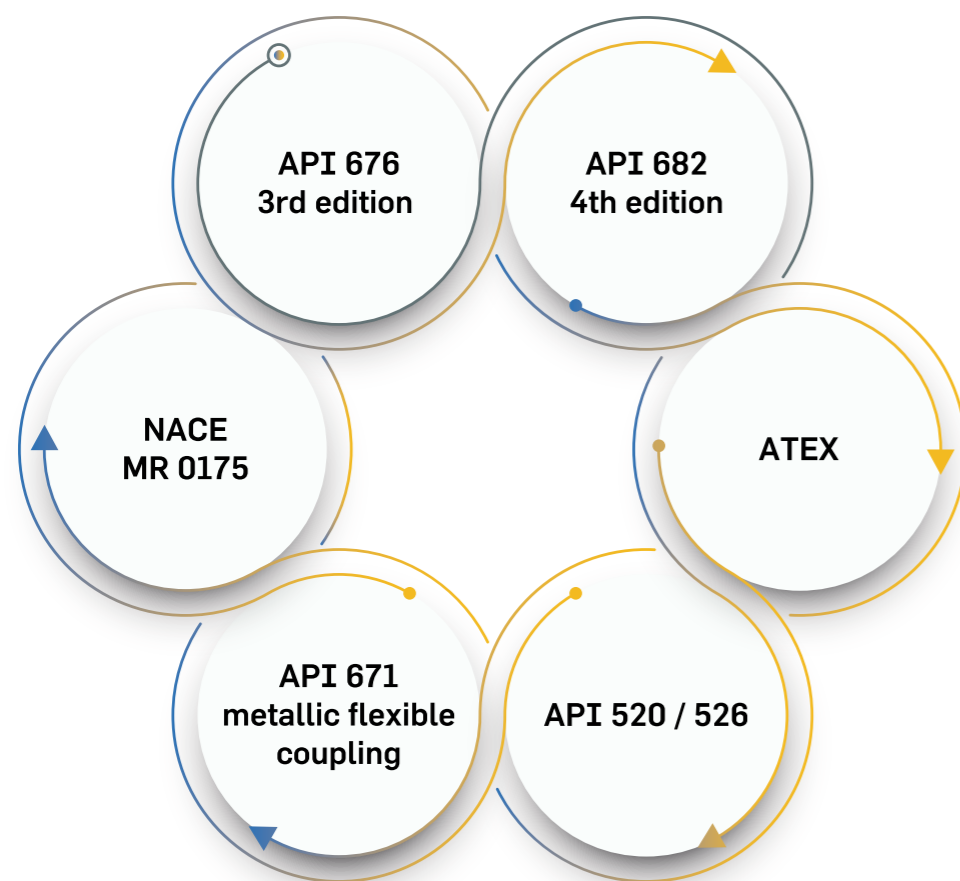 API 676
3rd edition
API 682
4th edition
NACE
MR 0175
ATEX
API 671
metallic flexible
coupling
API 520 / 526